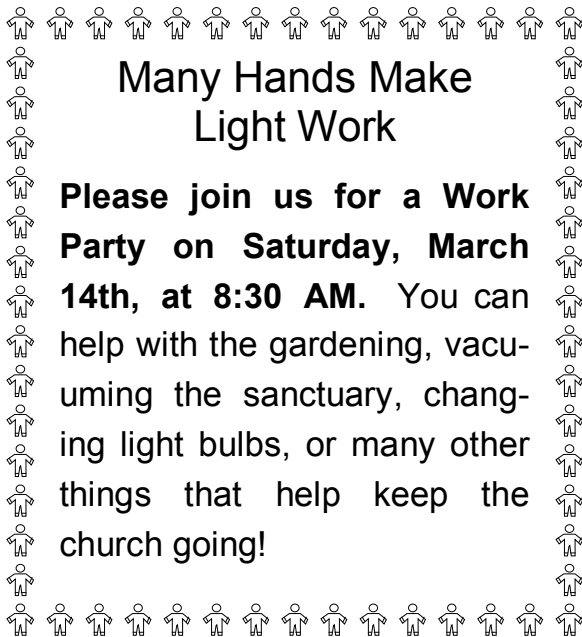 Many Hands Make
Light Work
Please join us for a Work
Party on Saturday, March
14th, at 8:30 AM. You can
help with the gardening, vacu-
uming the sanctuary, chang-
ing light bulbs, or many other
things that help keep the
church going!